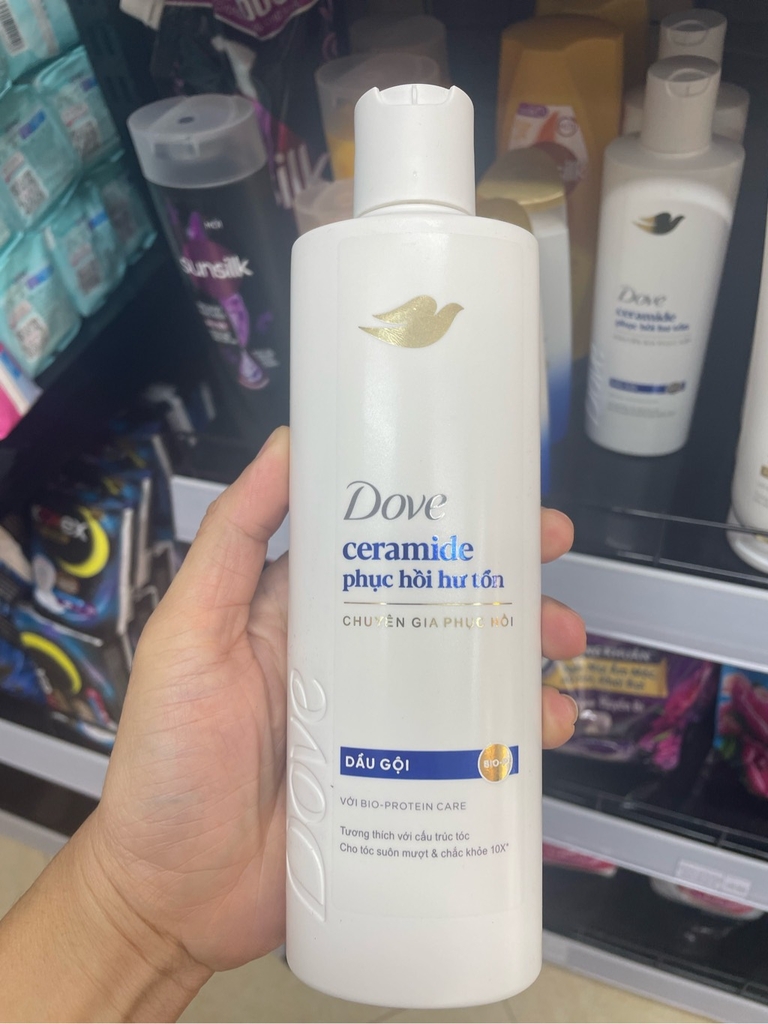 Dove
ceramide
phục hồi hư tổn
CHUYÊN GIA PHỤC HỒI
DẦU GỘI
VỚI BIO-PROTEIN CARE
Tương thích với cấu trúc tóc
Cho tóc suôn mượt & chắc khỏe 10X*
Dove
sunsilk
Dove
ceramide
phục hồi hư tổn